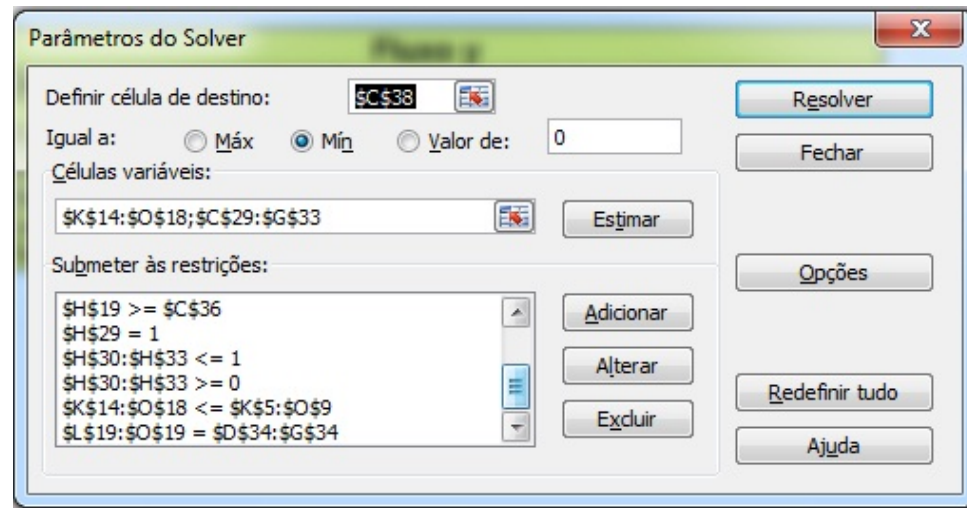 Parâmetros do Solver
Fluxo y
Definir célula de destino: $C$38 Resolver
Igual a: Máx Mín Valor de: 0 Fechar
Células variáveis:
$K$14:$O$18;$C$29:$G$33 Estimar
Submeter às restrições: Opções
$H$19 >= $C$36 Adicionar
$H$29 = 1
$H$30:$H$33 <= 1 Alterar
$H$30:$H$33 >= 0
$K$14:$O$18 <= $K$5:$O$9 Excluir Redefinir tudo
$L$19:$O$19 = $D$34:$G$34
Ajuda